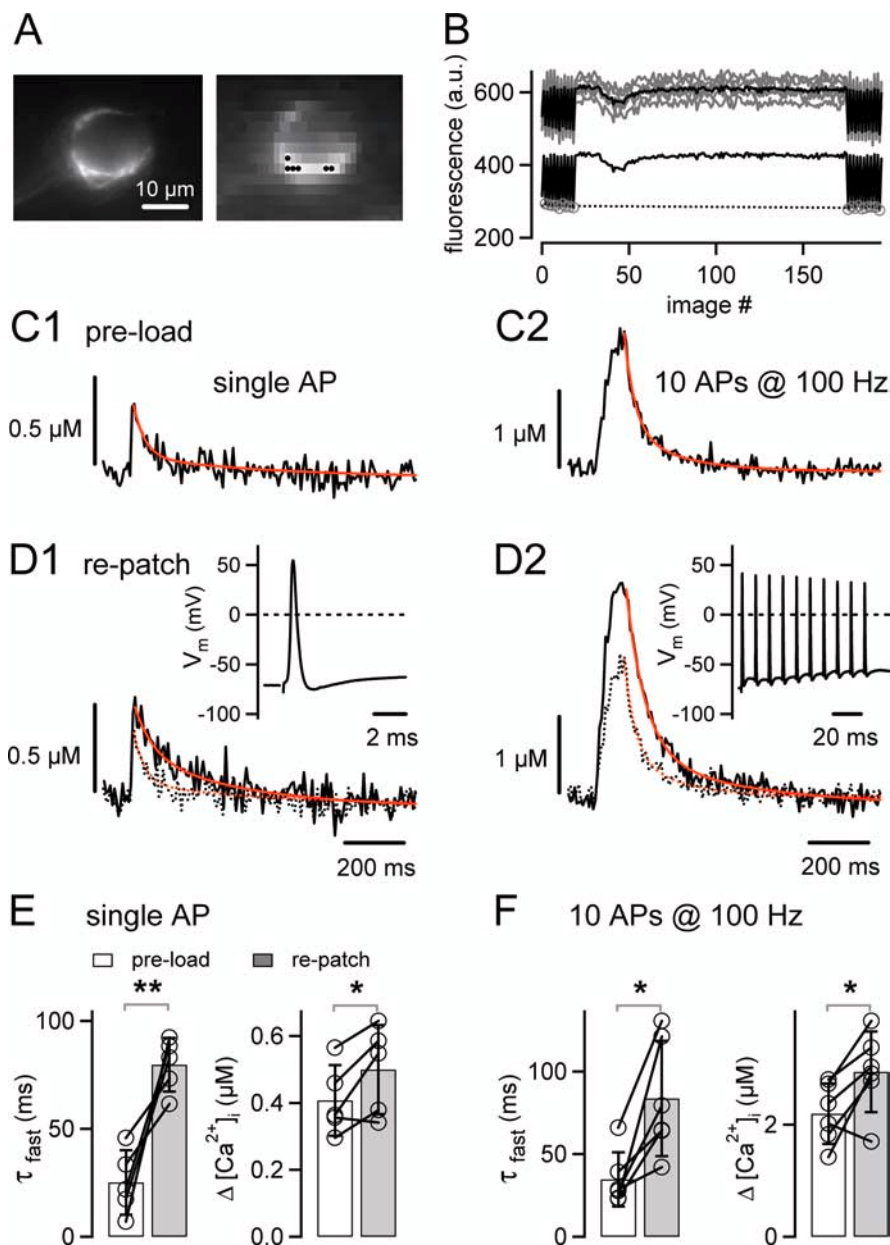 A
10 µm
B
fluorescence (a.u.)
600
400
200
0
50
100
150
image #
C1 pre-load
single AP
0.5 µM
C2
10 APs @ 100 Hz
1 µM
D1 re-patch
50
0
-50
-100
Vm (mV)
2 ms
0.5 µM
200 ms
D2
50
0
-50
-100
Vm (mV)
20 ms
1 µM
200 ms
E single AP
pre-load
re-patch
**
100
50
0
τ fast (ms)
*
0.6
0.4
0.2
0.0
Δ [Ca2+]i (µM)
F 10 APs @ 100 Hz
*
100
50
0
τ fast (ms)
*
2
0
Δ [Ca2+]i (µM)